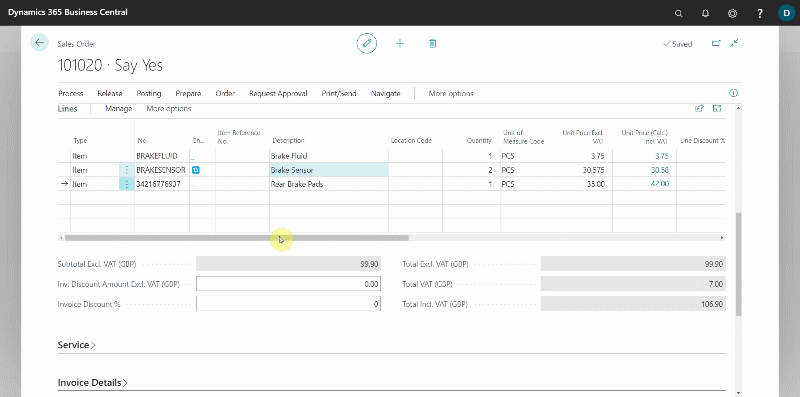 Dynamics 365 Business Central
? D
Sales Order
Saved
101020 · Say Yes
Process Release Posting Prepare Order Request Approval Print/Send Navigate More options
Lines Manage More options
Type No. Ch... Item Reference No. Description Location Code Quantity Unit of Measure Code Unit Price Excl. VAT Unit Price (Calc.) Incl. VAT Line Discount %
Item BRAKEFLUID _ Brake Fluid 1 PCS 3.75 3.75
Item BRAKESENSOR Brake Sensor 2 PCS 30.575 30.58
Item 34216776937 _ Rear Brake Pads 1 PCS 35.00 42.00
Subtotal Excl. VAT (GBP) 99.90 Total Excl. VAT (GBP) 99.90
Inv. Discount Amount Excl. VAT (GBP) 0.00 Total VAT (GBP) 7.00
Invoice Discount % 0 Total Incl. VAT (GBP) 106.90
Service >
Invoice Details >